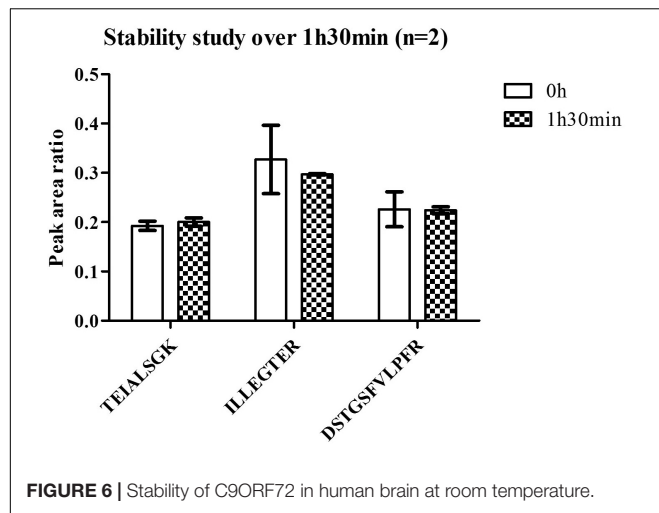 Stability study over 1h30min (n=2)
0.5
0.4
0.3
0.2
0.1
0.0
Peak area ratio
TEIALSGK
ILLEGTER
DSTGSFVLPFR
0h
1h30min
FIGURE 6 | Stability of C9ORF72 in human brain at room temperature.